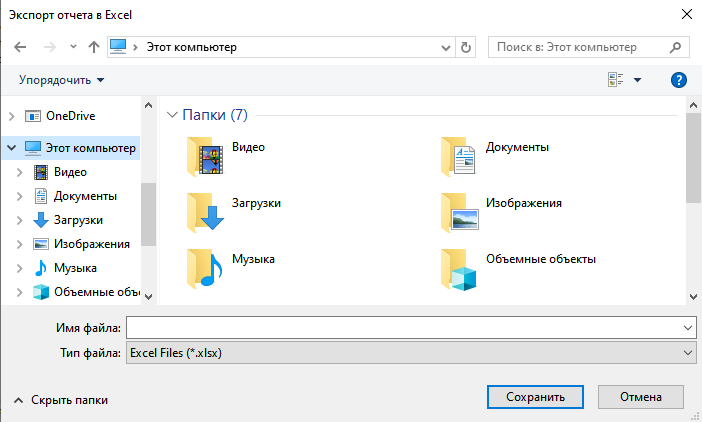 Экспорт отчета в Excel
Этот компьютер
Поиск в: Этот компьютер
Упорядочить
?
OneDrive
Этот компьютер
Видео
Документы
Загрузки
Изображения
Музыка
Объемные объ
Папки (7)
Видео
Документы
Загрузки
Изображения
Музыка
Объемные объекты
Имя файла:
Тип файла: Excel Files (*.xlsx)
Скрыть папки
Сохранить
Отмена